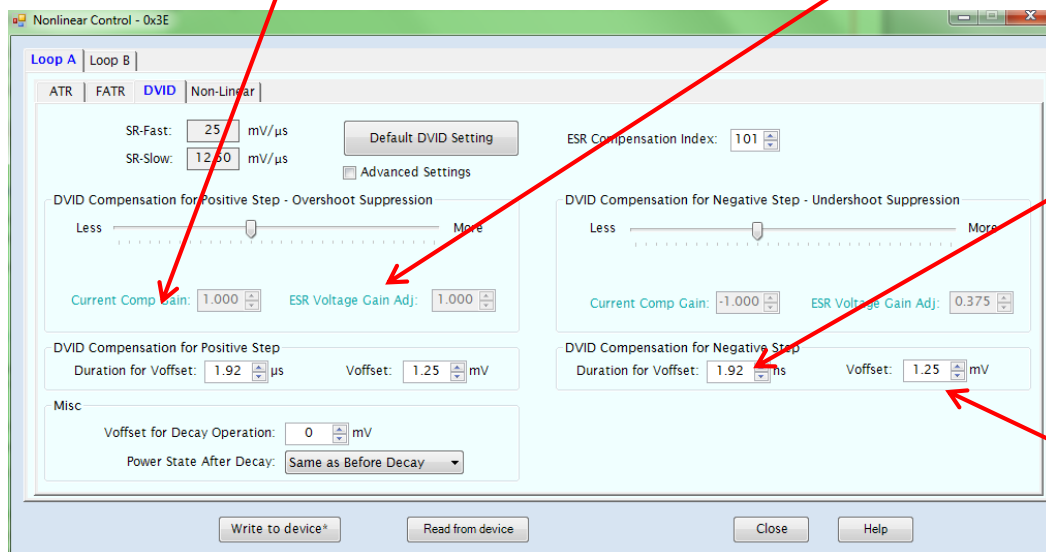 Nonlinear Control - 0x3E
Loop A Loop B
ATR FATR DVID Non-Linear
SR-Fast: 25 mV/µs
SR-Slow: 12.50 mV/µs
Default DVID Setting
Advanced Settings
ESR Compensation Index: 101
DVID Compensation for Positive Step - Overshoot Suppression
Less More
Current Comp Gain: 1.000 ESR Voltage Gain Adj: 1.000
DVID Compensation for Negative Step - Undershoot Suppression
Less More
Current Comp Gain: -1.000 ESR Voltage Gain Adj: 0.375
DVID Compensation for Positive Step
Duration for Voffset: 1.92 µs Voffset: 1.25 mV
DVID Compensation for Negative Step
Duration for Voffset: 1.92 ns Voffset: 1.25 mV
Misc
Voffset for Decay Operation: 0 mV
Power State After Decay: Same as Before Decay
Write to device* Read from device Close Help